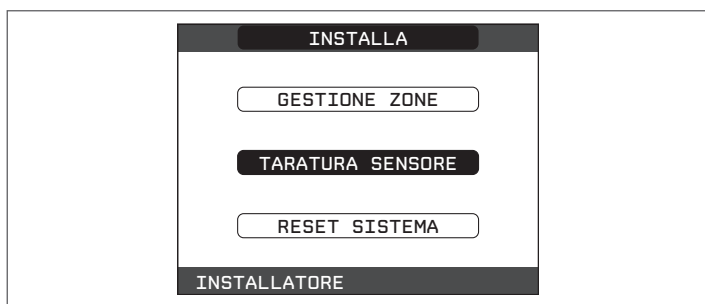 INSTALLA
GESTIONE ZONE
TARATURA SENSORE
RESET SISTEMA
INSTALLATORE